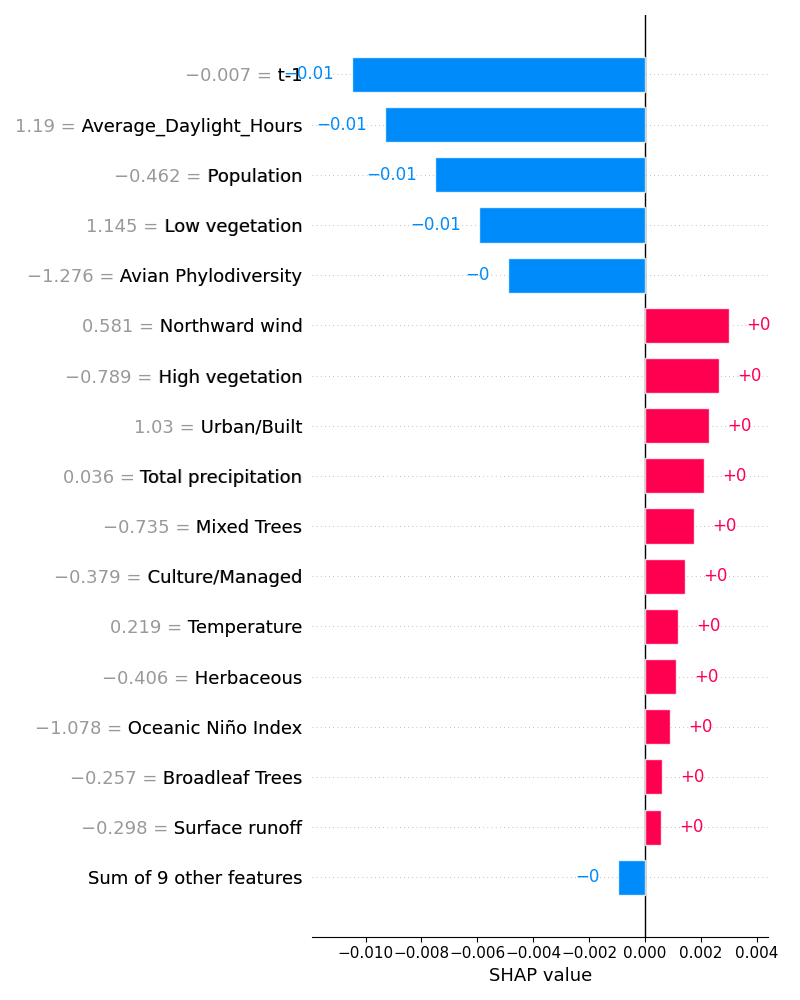 −0.007 = t-1 −0.01
1.19 = Average_Daylight_Hours −0.01
−0.462 = Population −0.01
1.145 = Low vegetation −0.01
−1.276 = Avian Phylodiversity −0
0.581 = Northward wind +0
−0.789 = High vegetation +0
1.03 = Urban/Built +0
0.036 = Total precipitation +0
−0.735 = Mixed Trees +0
−0.379 = Culture/Managed +0
0.219 = Temperature +0
−0.406 = Herbaceous +0
−1.078 = Oceanic Niño Index +0
−0.257 = Broadleaf Trees +0
−0.298 = Surface runoff +0
Sum of 9 other features −0
−0.010 −0.008 −0.006 −0.004 −0.002 0.000 0.002 0.004
SHAP value